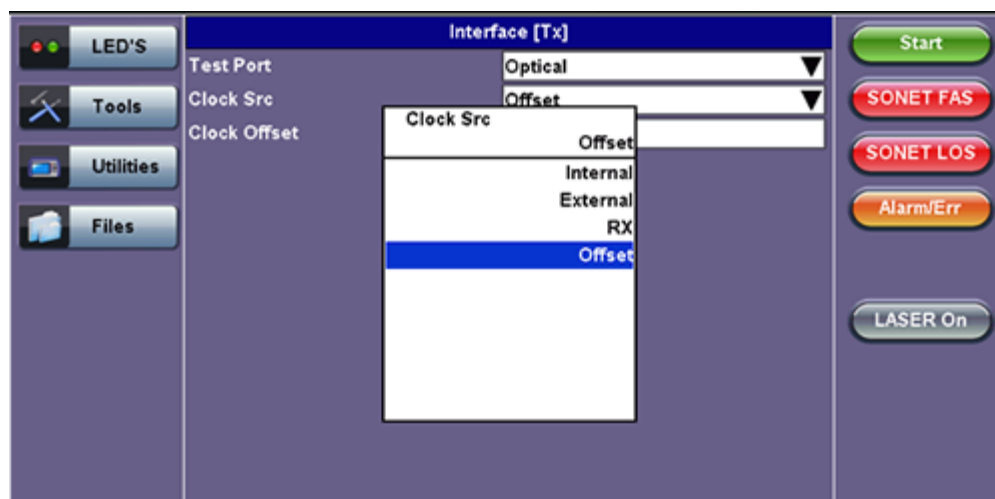 LED'S
Tools
Utilities
Files
Interface [Tx]
Test Port Optical
Clock Src Offset
Clock Offset
Clock Src
Offset
Internal
External
RX
Offset
Start
SONET FAS
SONET LOS
Alarm/Err
LASER On